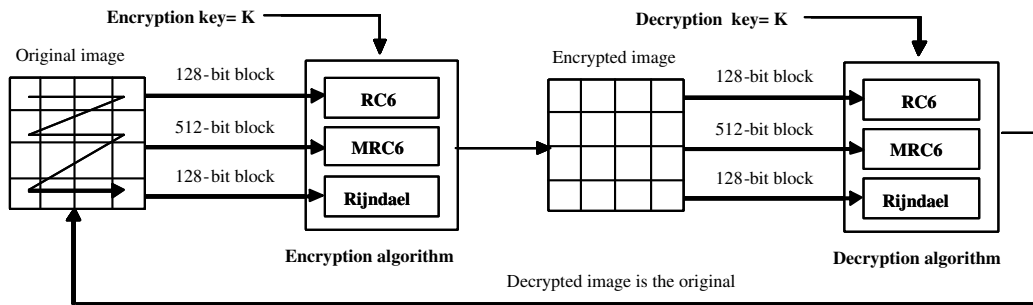 Encryption key= K
Decryption key= K
Original image
Encrypted image
128-bit block
RC6
512-bit block
MRC6
128-bit block
Rijndael
Encryption algorithm
128-bit block
RC6
512-bit block
MRC6
128-bit block
Rijndael
Decryption algorithm
Decrypted image is the original